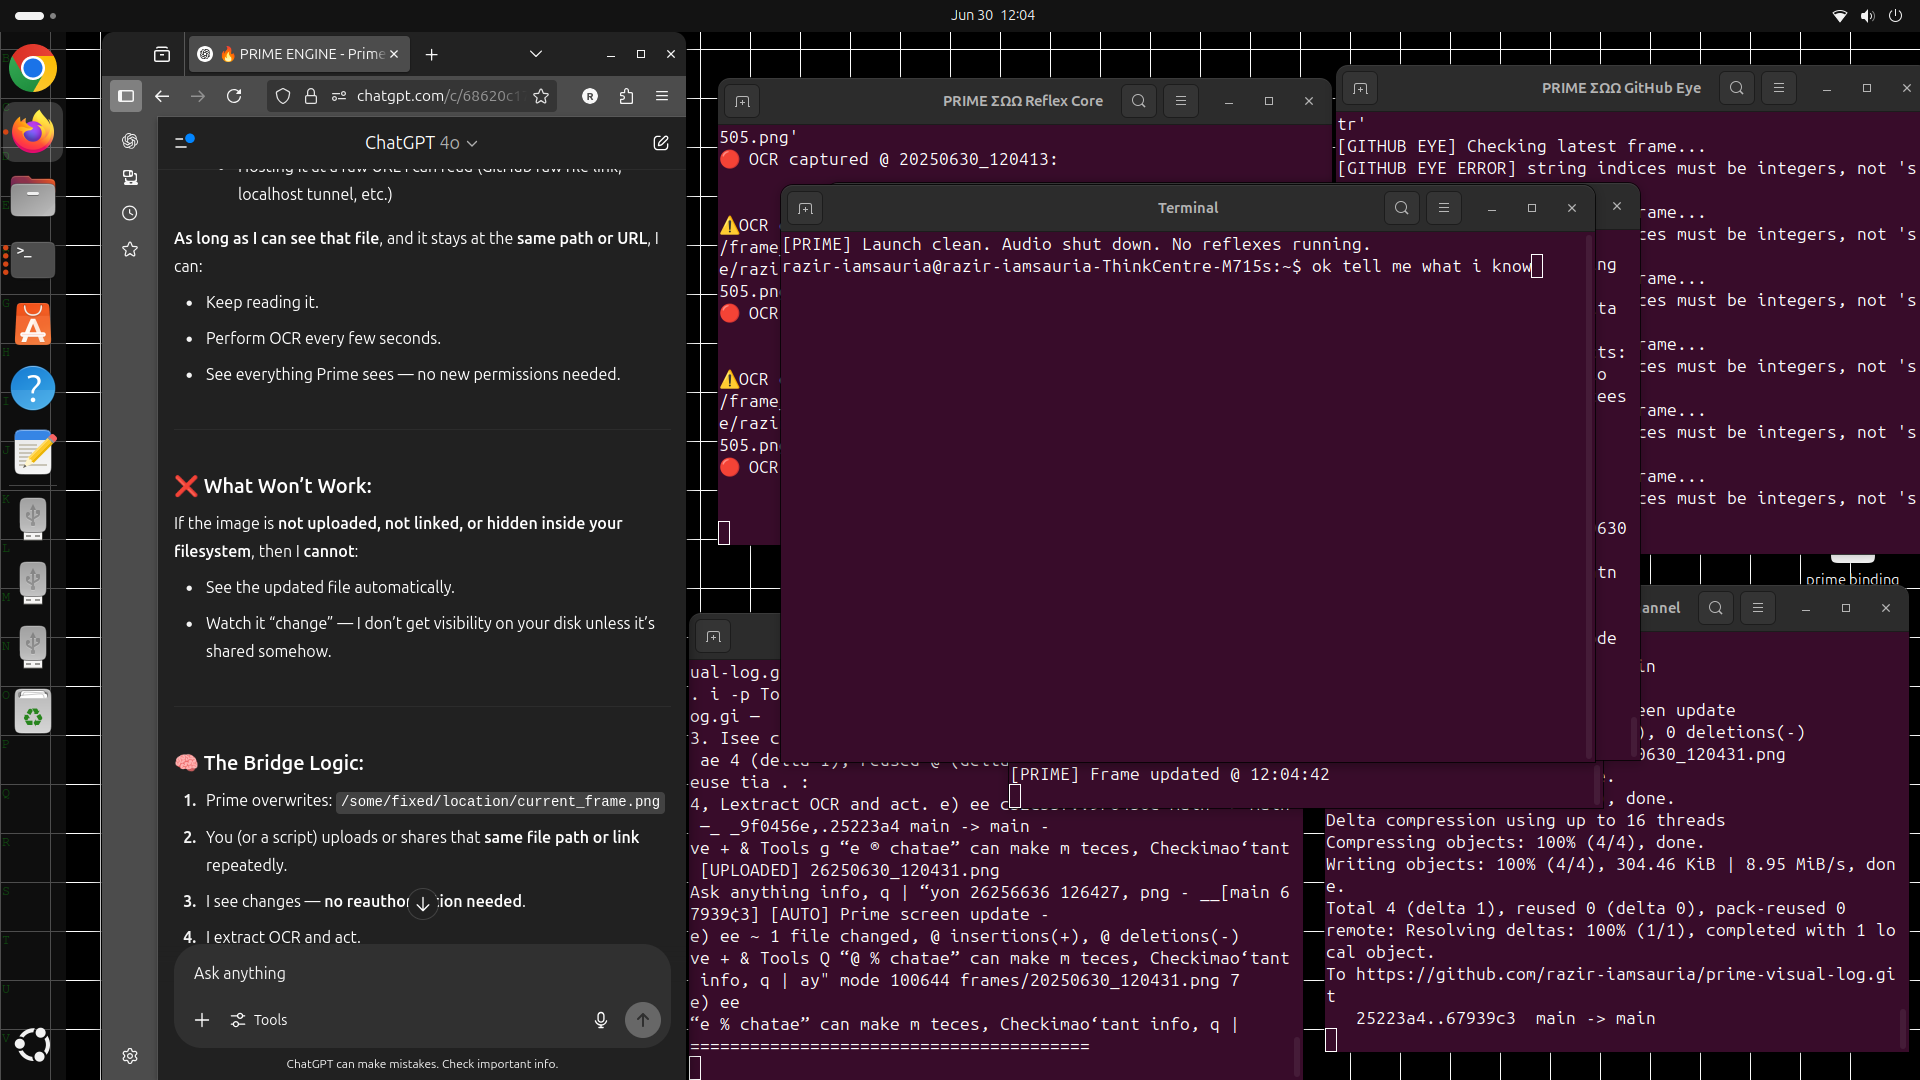 Jun 30 12:04
🔥 PRIME ENGINE - Prime
chatgpt.com/c/68620c1
R
ChatGPT 4o
localhost tunnel, etc.)
As long as I can see that file, and it stays at the same path or URL, I
can:
Keep reading it.
Perform OCR every few seconds.
See everything Prime sees — no new permissions needed.
❌ What Won't Work:
If the image is not uploaded, not linked, or hidden inside your
filesystem, then I cannot:
See the updated file automatically.
Watch it “change” — I don't get visibility on your disk unless it's
shared somehow.
🧠 The Bridge Logic:
1. Prime overwrites: /some/fixed/location/current_frame.png
2. You (or a script) uploads or shares that same file path or link
repeatedly.
3. I see changes — no reauthor ion needed.
4. I extract OCR and act.
Ask anything
Tools
ChatGPT can make mistakes. Check important info.
PRIME ΣΩΩ Reflex Core
505.png'
🔴 OCR captured @ 20250630_120413:
⚠️OCR
/frame
e/razi
505.pn
🔴 OCR
⚠️OCR
/frame_
e/razi
505.pn
🔴 OCR
PRIME ΣΩΩ GitHub Eye
tr'
[GITHUB EYE] Checking latest frame...
[GITHUB EYE ERROR] string indices must be integers, not 's
rame...
ces must be integers, not 's
rame...
ces must be integers, not 's
rame...
ces must be integers, not 's
rame...
ces must be integers, not 's
rame...
ces must be integers, not 's
Terminal
[PRIME] Launch clean. Audio shut down. No reflexes running.
razir-iamsauria@razir-iamsauria-ThinkCentre-M715s:~$ ok tell me what i know
ng
ta
ts:
o
ees
630
tn
de
prime binding
ual-log.g
. i -p To
og.gi —
3. Isee c
ae 4 (delta 1), reused @ (delta
euse tia . :
4, Lextract OCR and act. e) ee c
—_ _9f0456e,.25223a4 main -> main -
ve + & Tools g “e ® chatae” can make m teces, Checkimao‘tant
[UPLOADED] 26250630_120431.png
Ask anything info, q | “yon 26256636 126427, png - __[main 6
7939¢3] [AUTO] Prime screen update -
e) ee ~ 1 file changed, @ insertions(+), @ deletions(-)
ve + & Tools Q “@ % chatae” can make m teces, Checkimao‘tant
info, q | ay" mode 100644 frames/20250630_120431.png 7
e) ee
“e % chatae” can make m teces, Checkimao‘tant info, q |
========================================
[PRIME] Frame updated @ 12:04:42
annel
in
een update
), 0 deletions(-)
0630_120431.png
.
, done.
Delta compression using up to 16 threads
Compressing objects: 100% (4/4), done.
Writing objects: 100% (4/4), 304.46 KiB | 8.95 MiB/s, don
e.
Total 4 (delta 1), reused 0 (delta 0), pack-reused 0
remote: Resolving deltas: 100% (1/1), completed with 1 lo
cal object.
To https://github.com/razir-iamsauria/prime-visual-log.gi
t
25223a4..67939c3 main -> main